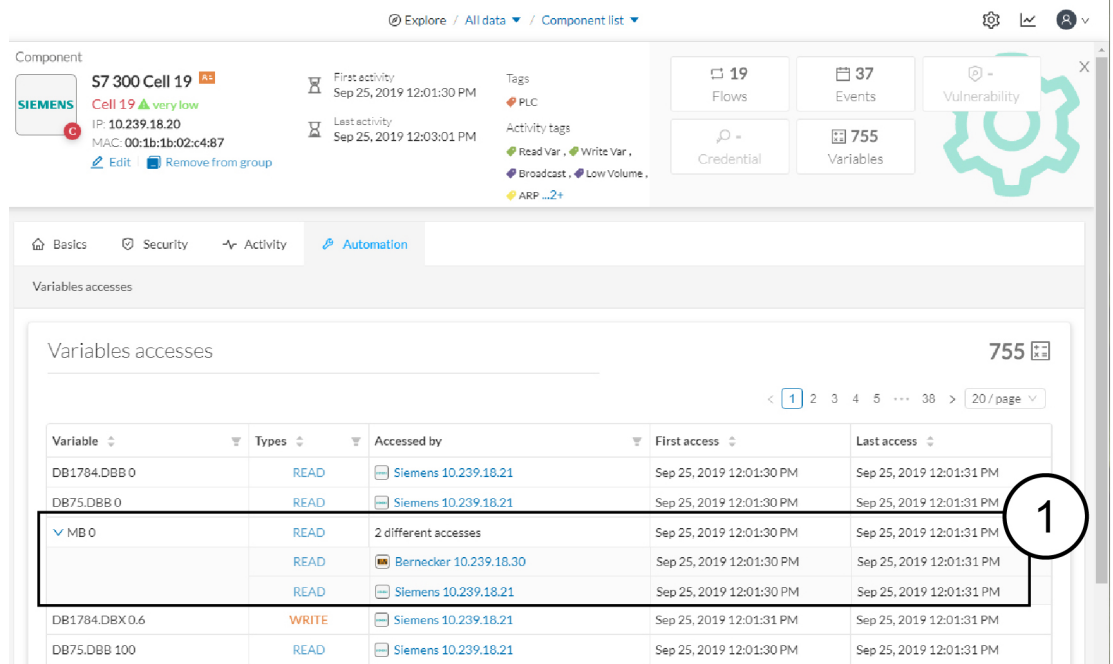 Explore / All data / Component list
Component
SIEMENS
C
S7 300 Cell 19
Cell 19 very low
IP: 10.239.18.20
MAC: 00:1b:1b:02:c4:87
Edit Remove from group
First activity
Sep 25, 2019 12:01:30 PM
Last activity
Sep 25, 2019 12:03:01 PM
Tags
PLC
Activity tags
Read Var , Write Var ,
Broadcast , Low Volume ,
ARP ...2+
19
Flows
37
Events
-
Vulnerability
-
Credential
755
Variables
X
Basics Security Activity Automation
Variables accesses
Variables accesses 755
< 1 2 3 4 5 ••• 38 > 20 / page
Variable Types Accessed by First access Last access
DB1784.DBB 0 READ Siemens 10.239.18.21 Sep 25, 2019 12:01:30 PM Sep 25, 2019 12:01:31 PM
DB75.DBB 0 READ Siemens 10.239.18.21 Sep 25, 2019 12:01:30 PM Sep 25, 2019 12:01:31 PM
MB 0 READ 2 different accesses Sep 25, 2019 12:01:30 PM Sep 25, 2019 12:01:31 PM
1
READ Bernecker 10.239.18.30 Sep 25, 2019 12:01:30 PM Sep 25, 2019 12:01:31 PM
READ Siemens 10.239.18.21 Sep 25, 2019 12:01:30 PM Sep 25, 2019 12:01:31 PM
DB1784.DBX 0.6 WRITE Siemens 10.239.18.21 Sep 25, 2019 12:01:31 PM Sep 25, 2019 12:01:31 PM
DB75.DBB 100 READ Siemens 10.239.18.21 Sep 25, 2019 12:01:30 PM Sep 25, 2019 12:01:31 PM